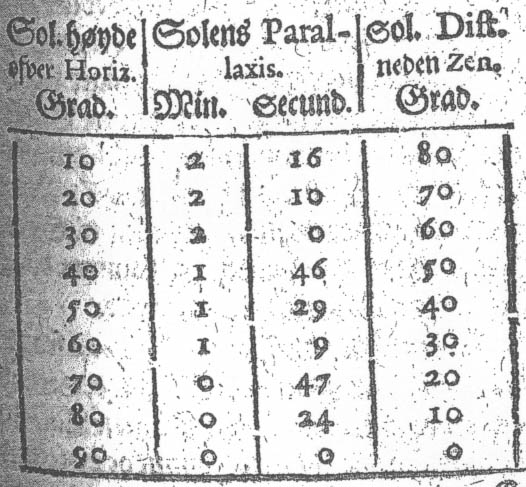 Sol. høyde | Solens Paral- | Sol. Dist.
ofver Horiz. | laxis. | neden Zen.
Grad. | Min. Secund. | Grad.
10 | 2 | 16 | 80
20 | 2 | 10 | 70
30 | 2 | 0 | 60
40 | 1 | 46 | 50
50 | 1 | 29 | 40
60 | 1 | 9 | 30
70 | 0 | 47 | 20
80 | 0 | 24 | 10
90 | 0 | 0 | 0